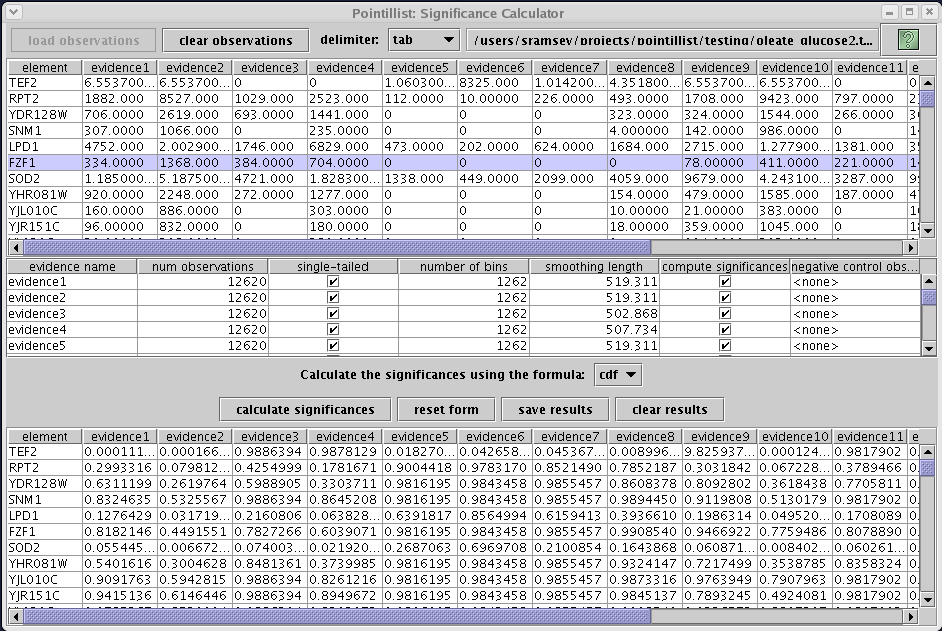 Pointillist: Significance Calculator
load observations clear observations delimiter: tab /users/sramsey/projects/pointillist/testing/oleate_glucose2.t... ?
element evidence1 evidence2 evidence3 evidence4 evidence5 evidence6 evidence7 evidence8 evidence9 evidence10 evidence11 e
TEF2 6.553700... 6.553700... 0 0 1.060300... 8325.000 1.014200... 4.351800... 6.553700... 6.553700... 0 0
RPT2 1882.000 8527.000 1029.000 2523.000 112.0000 10.00000 226.0000 493.0000 1708.000 9423.000 797.0000
YDR128W 706.0000 2619.000 693.0000 1441.000 0 0 0 323.0000 324.0000 1544.000 266.0000
SNM1 307.0000 1066.000 0 235.0000 0 0 0 4.000000 142.0000 986.0000 0
LPD1 4752.000 2.002900... 1746.000 6829.000 473.0000 202.0000 624.0000 1684.000 2715.000 1.277900... 1381.000
FZF1 334.0000 1368.000 384.0000 704.0000 0 0 0 0 78.00000 411.0000 221.0000
SOD2 1.185000... 5.187500... 4721.000 1.828300... 1338.000 449.0000 2099.000 4059.000 9679.000 4.243100... 3287.000
YHR081W 920.0000 2248.000 272.0000 1277.000 0 0 0 154.0000 479.0000 1585.000 187.0000
YJL010C 160.0000 886.0000 0 303.0000 0 0 0 10.00000 21.00000 383.0000 0
YJR151C 96.00000 832.0000 0 180.0000 0 0 0 18.00000 359.0000 1045.000 0
evidence name num observations single-tailed number of bins smoothing length compute significances negative control obs...
evidence1 12620 1262 519.311 <none>
evidence2 12620 1262 519.311 <none>
evidence3 12620 1262 502.868 <none>
evidence4 12620 1262 507.734 <none>
evidence5 12620 1262 519.311 <none>
Calculate the significances using the formula: cdf
calculate significances reset form save results clear results
element evidence1 evidence2 evidence3 evidence4 evidence5 evidence6 evidence7 evidence8 evidence9 evidence10 evidence11 e
TEF2 0.000111... 0.000166... 0.9886394 0.9878129 0.018270... 0.042658... 0.045367... 0.008996... 9.825937... 0.000124... 0.9817902 0.
RPT2 0.2993316 0.079812... 0.4254999 0.1781671 0.9004418 0.9783170 0.8521490 0.7852187 0.3031842 0.067228... 0.3789466 0.
YDR128W 0.6311199 0.2619764 0.5988905 0.3303711 0.9816195 0.9843458 0.9855457 0.8608378 0.8092802 0.3618438 0.7705811 0.
SNM1 0.8324635 0.5325567 0.9886394 0.8645208 0.9816195 0.9843458 0.9855457 0.9894450 0.9119808 0.5130179 0.9817902 0.
LPD1 0.1276429 0.031719... 0.2160806 0.063828... 0.6391817 0.8564994 0.6159413 0.3936610 0.1986314 0.049520... 0.1708089 0.
FZF1 0.8182146 0.4491551 0.7827266 0.6039071 0.9816195 0.9843458 0.9855457 0.9908540 0.9466922 0.7759486 0.8078890 0.
SOD2 0.055445... 0.006672... 0.074003... 0.021920... 0.2687063 0.6969708 0.2100854 0.1643868 0.060871... 0.008402... 0.060261... 0.
YHR081W 0.5401616 0.3004628 0.8481361 0.3739985 0.9816195 0.9843458 0.9855457 0.9324147 0.7217499 0.3538785 0.8358324 0.
YJL010C 0.9091763 0.5942815 0.9886394 0.8261216 0.9816195 0.9843458 0.9855457 0.9873316 0.9763949 0.7907963 0.9817902 0.
YJR151C 0.9415136 0.6146446 0.9886394 0.8949672 0.9816195 0.9843458 0.9855457 0.9845137 0.7893245 0.4924081 0.9817902 0.